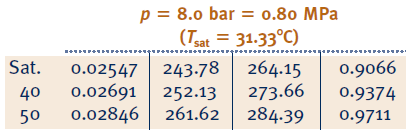 p = 8.0 bar = 0.80 MPa
(Tsat = 31.33°C)
Sat. 0.02547 243.78 264.15 0.9066
40 0.02691 252.13 273.66 0.9374
50 0.02846 261.62 284.39 0.9711